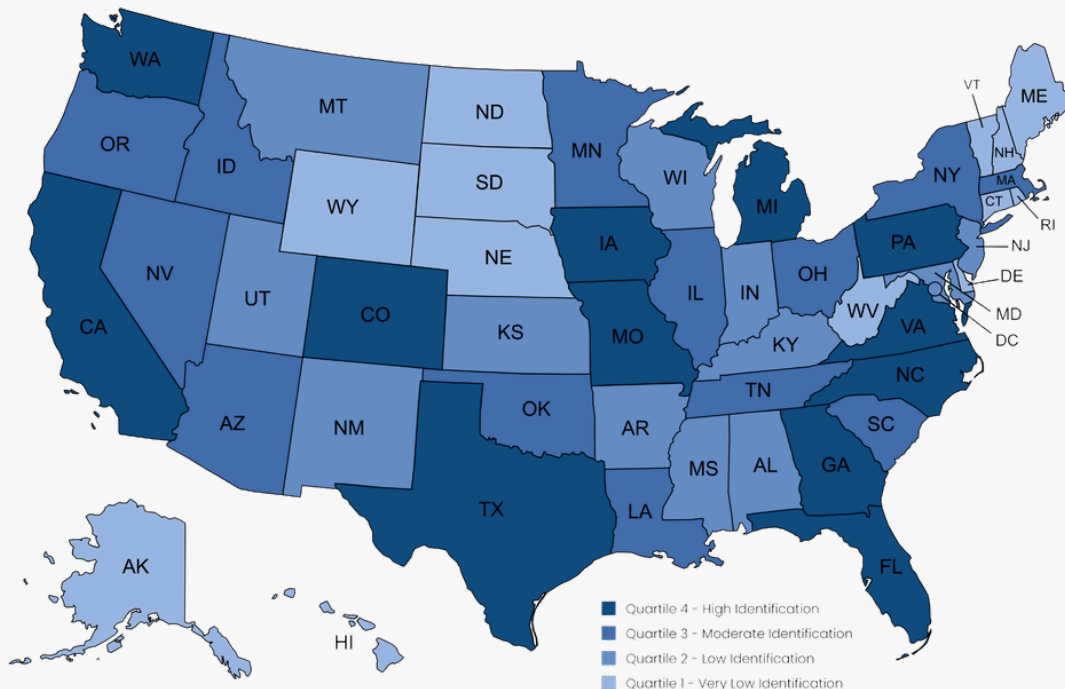 WA
MT
ND
VT
ME
OR
ID
MN
NH
SD
WI
NY
MA
WY
MI
CT
RI
IA
PA
NE
NJ
NV
OH
IL
IN
DE
UT
CO
WV
MD
CA
KS
MO
VA
DC
KY
NC
TN
OK
AZ
NM
AR
SC
MS
AL
GA
TX
LA
AK
FL
HI
Quartile 4 - High Identification
Quartile 3 - Moderate Identification
Quartile 2 - Low Identification
Quartile 1 - Very Low Identification